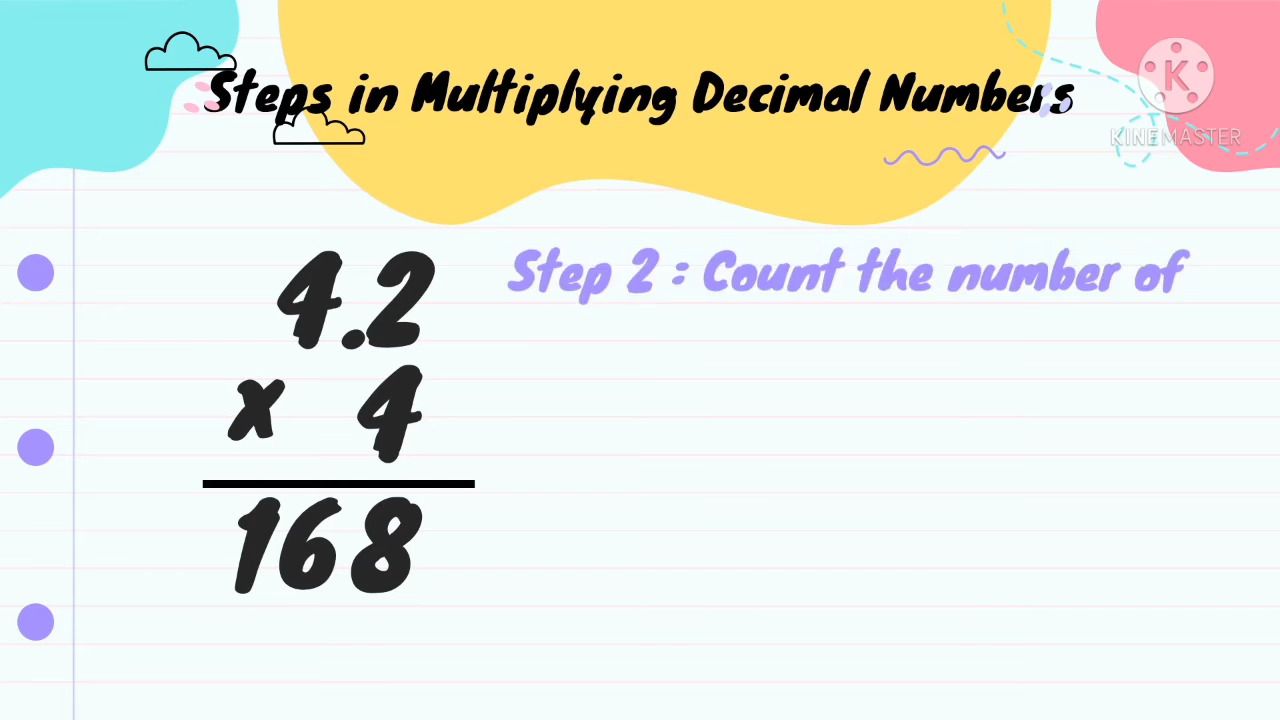 Steps in Multiplying Decimal Numbers
K
KINEMASTER
4.2
Step 2 : Count the number of
x 4
168